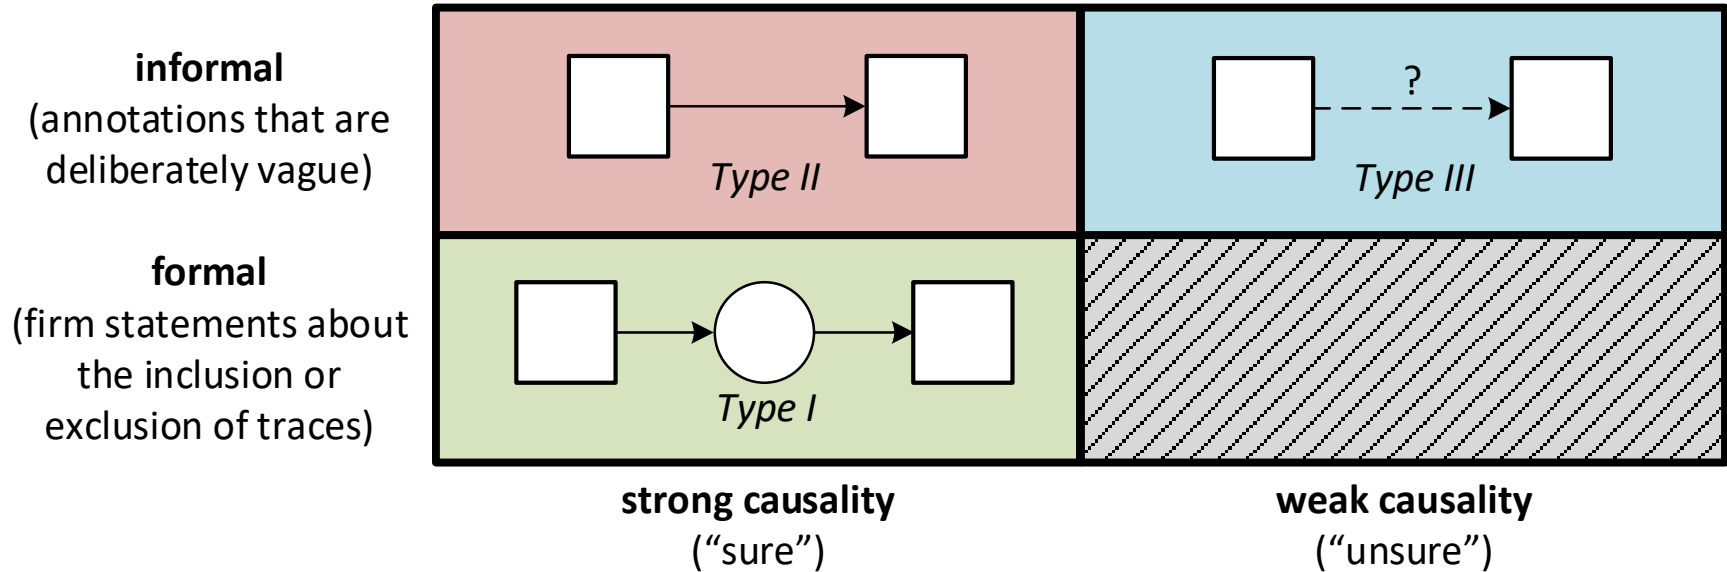 informal
(annotations that are
deliberately vague)
Type II
?
Type III
formal
(firm statements about
the inclusion or
exclusion of traces)
Type I
strong causality
(“sure”)
weak causality
(“unsure”)